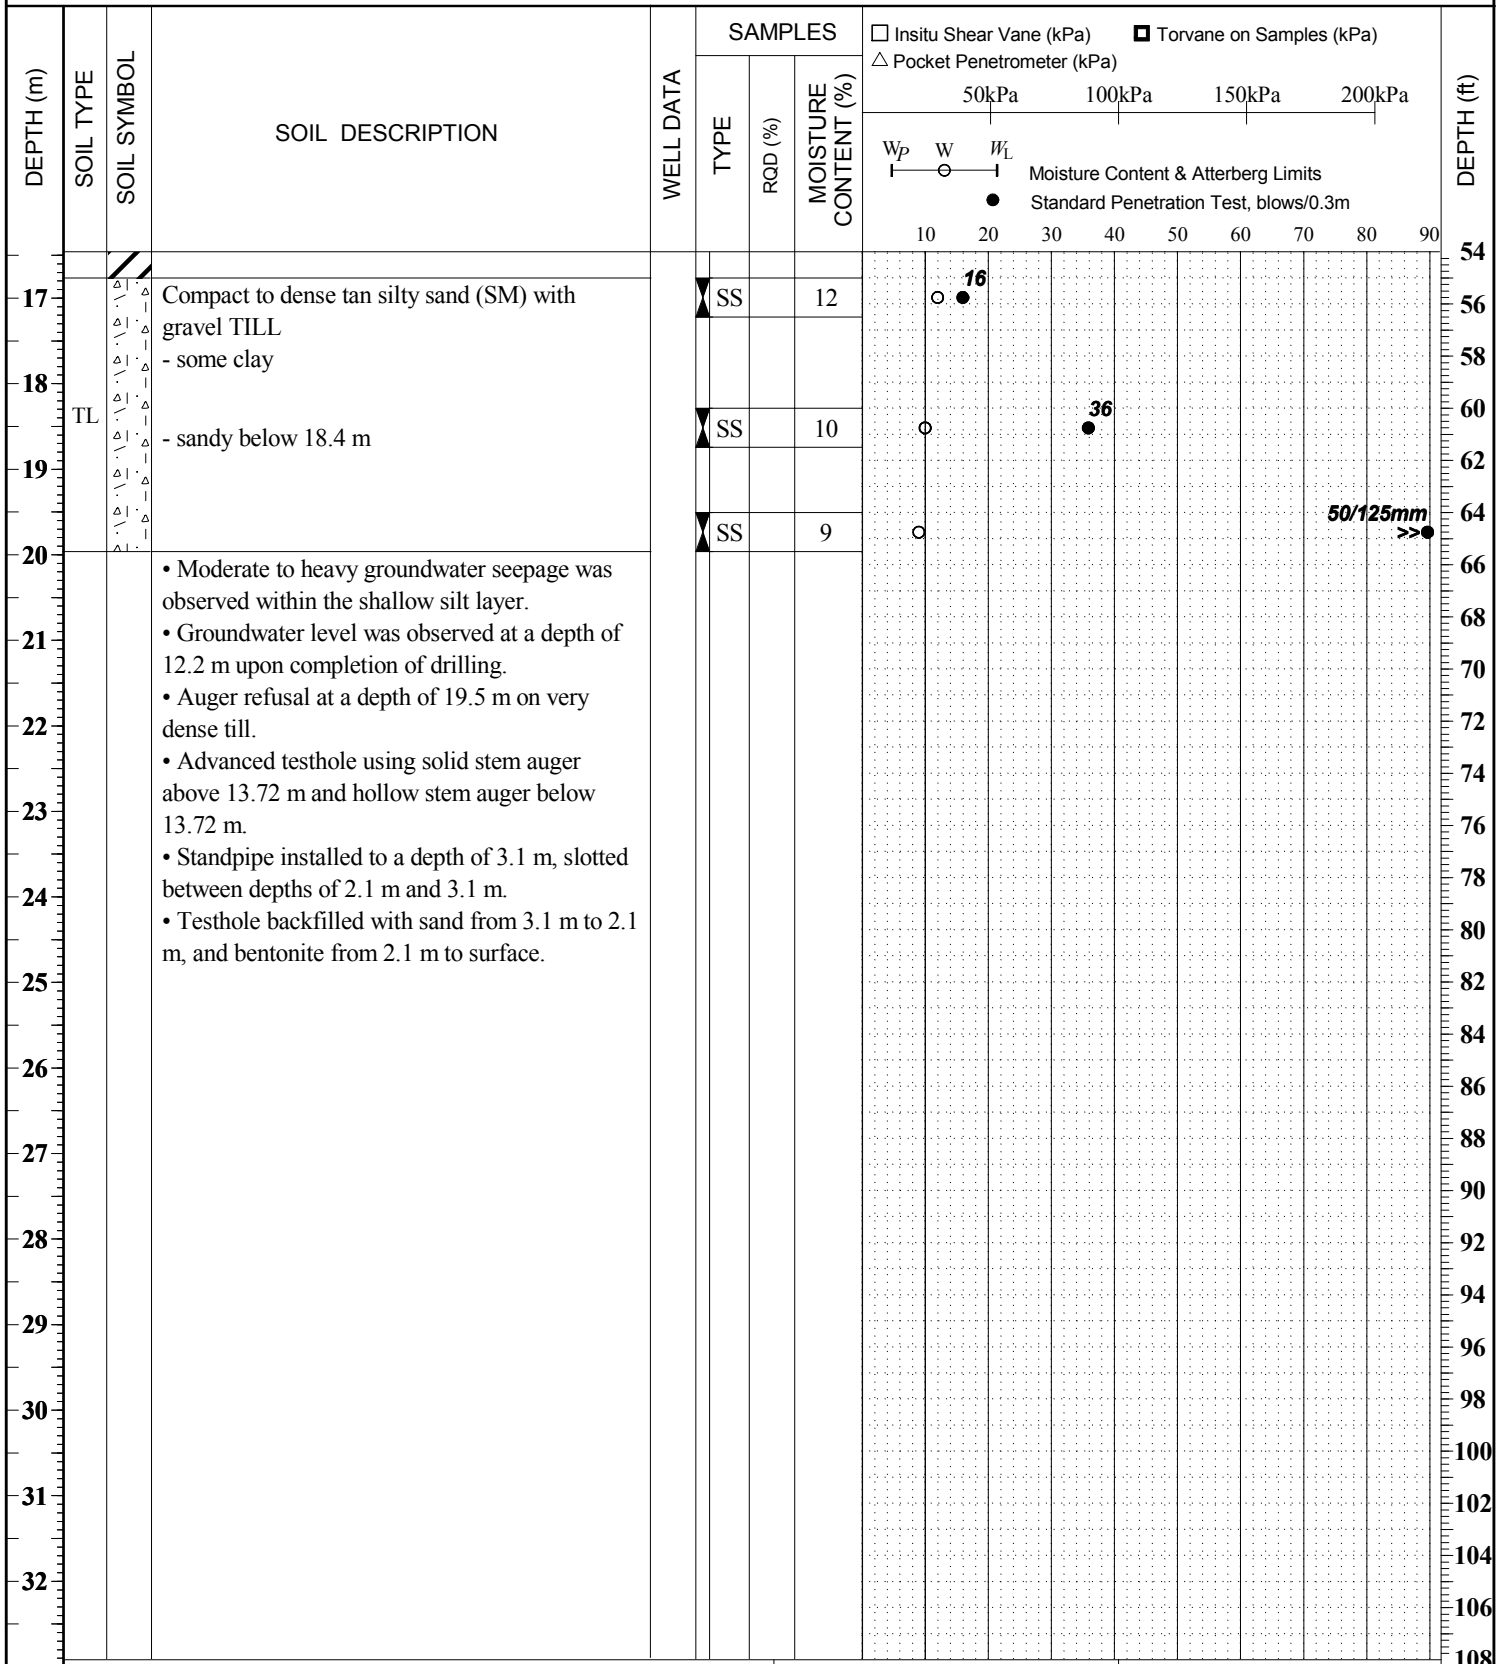 DEPTH (m)
SOIL TYPE
SOIL SYMBOL
SOIL DESCRIPTION
WELL DATA
SAMPLES
TYPE
RQD (%)
MOISTURE
CONTENT (%)
Insitu Shear Vane (kPa)
Torvane on Samples (kPa)
Pocket Penetrometer (kPa)
50kPa 100kPa 150kPa 200kPa
WP W WL
Moisture Content & Atterberg Limits
Standard Penetration Test, blows/0.3m
10 20 30 40 50 60 70 80 90
DEPTH (ft)
17
18
19
20
21
22
23
24
25
26
27
28
29
30
31
32
TL
Compact to dense tan silty sand (SM) with
gravel TILL
- some clay
- sandy below 18.4 m
• Moderate to heavy groundwater seepage was
observed within the shallow silt layer.
• Groundwater level was observed at a depth of
12.2 m upon completion of drilling.
• Auger refusal at a depth of 19.5 m on very
dense till.
• Advanced testhole using solid stem auger
above 13.72 m and hollow stem auger below
13.72 m.
• Standpipe installed to a depth of 3.1 m, slotted
between depths of 2.1 m and 3.1 m.
• Testhole backfilled with sand from 3.1 m to 2.1
m, and bentonite from 2.1 m to surface.
SS 12
SS 10
SS 9
16
36
50/125mm
>>
54
56
58
60
62
64
66
68
70
72
74
76
78
80
82
84
86
88
90
92
94
96
98
100
102
104
106
108